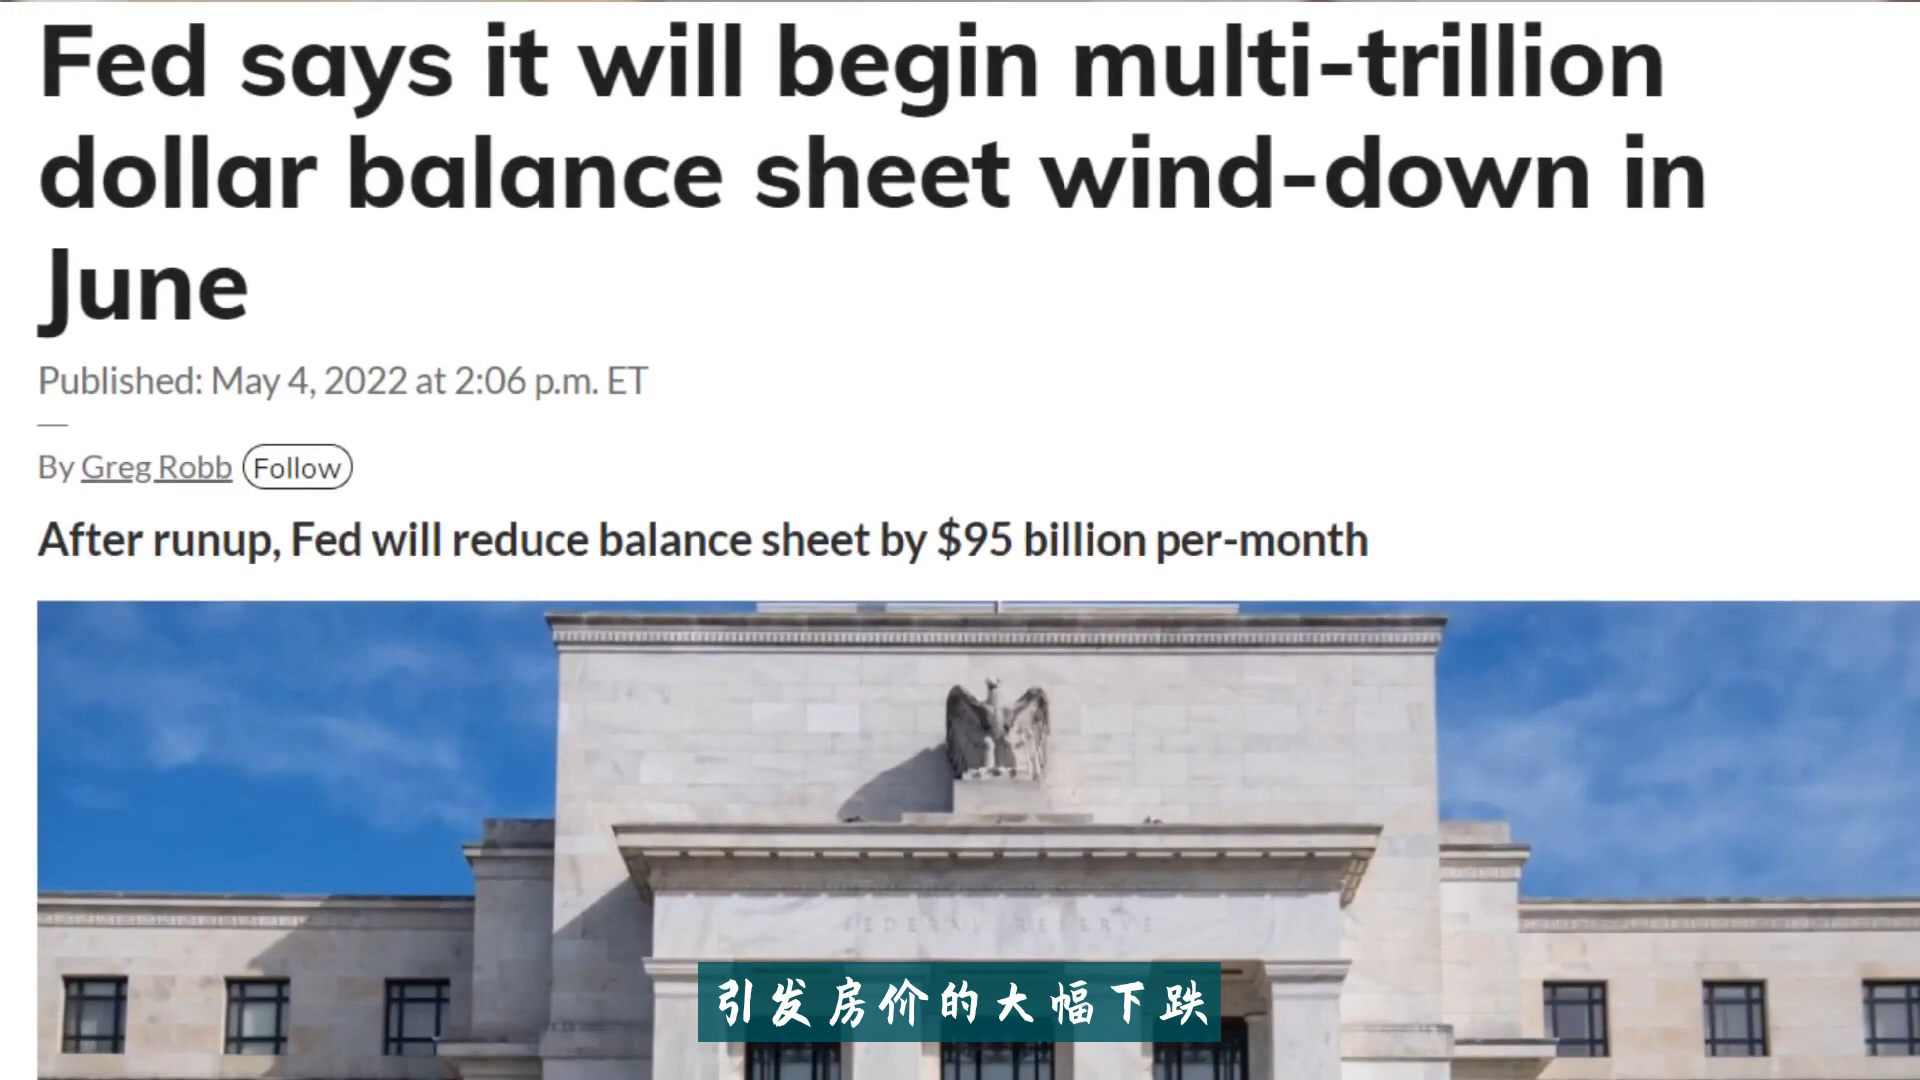 Fed says it will begin multi-trillion
dollar balance sheet wind-down in
June
Published: May 4, 2022 at 2:06 p.m. ET
By Greg Robb Follow
After runup, Fed will reduce balance sheet by $95 billion per-month
FEDERAL RESERVE
引发房价的大幅下跌